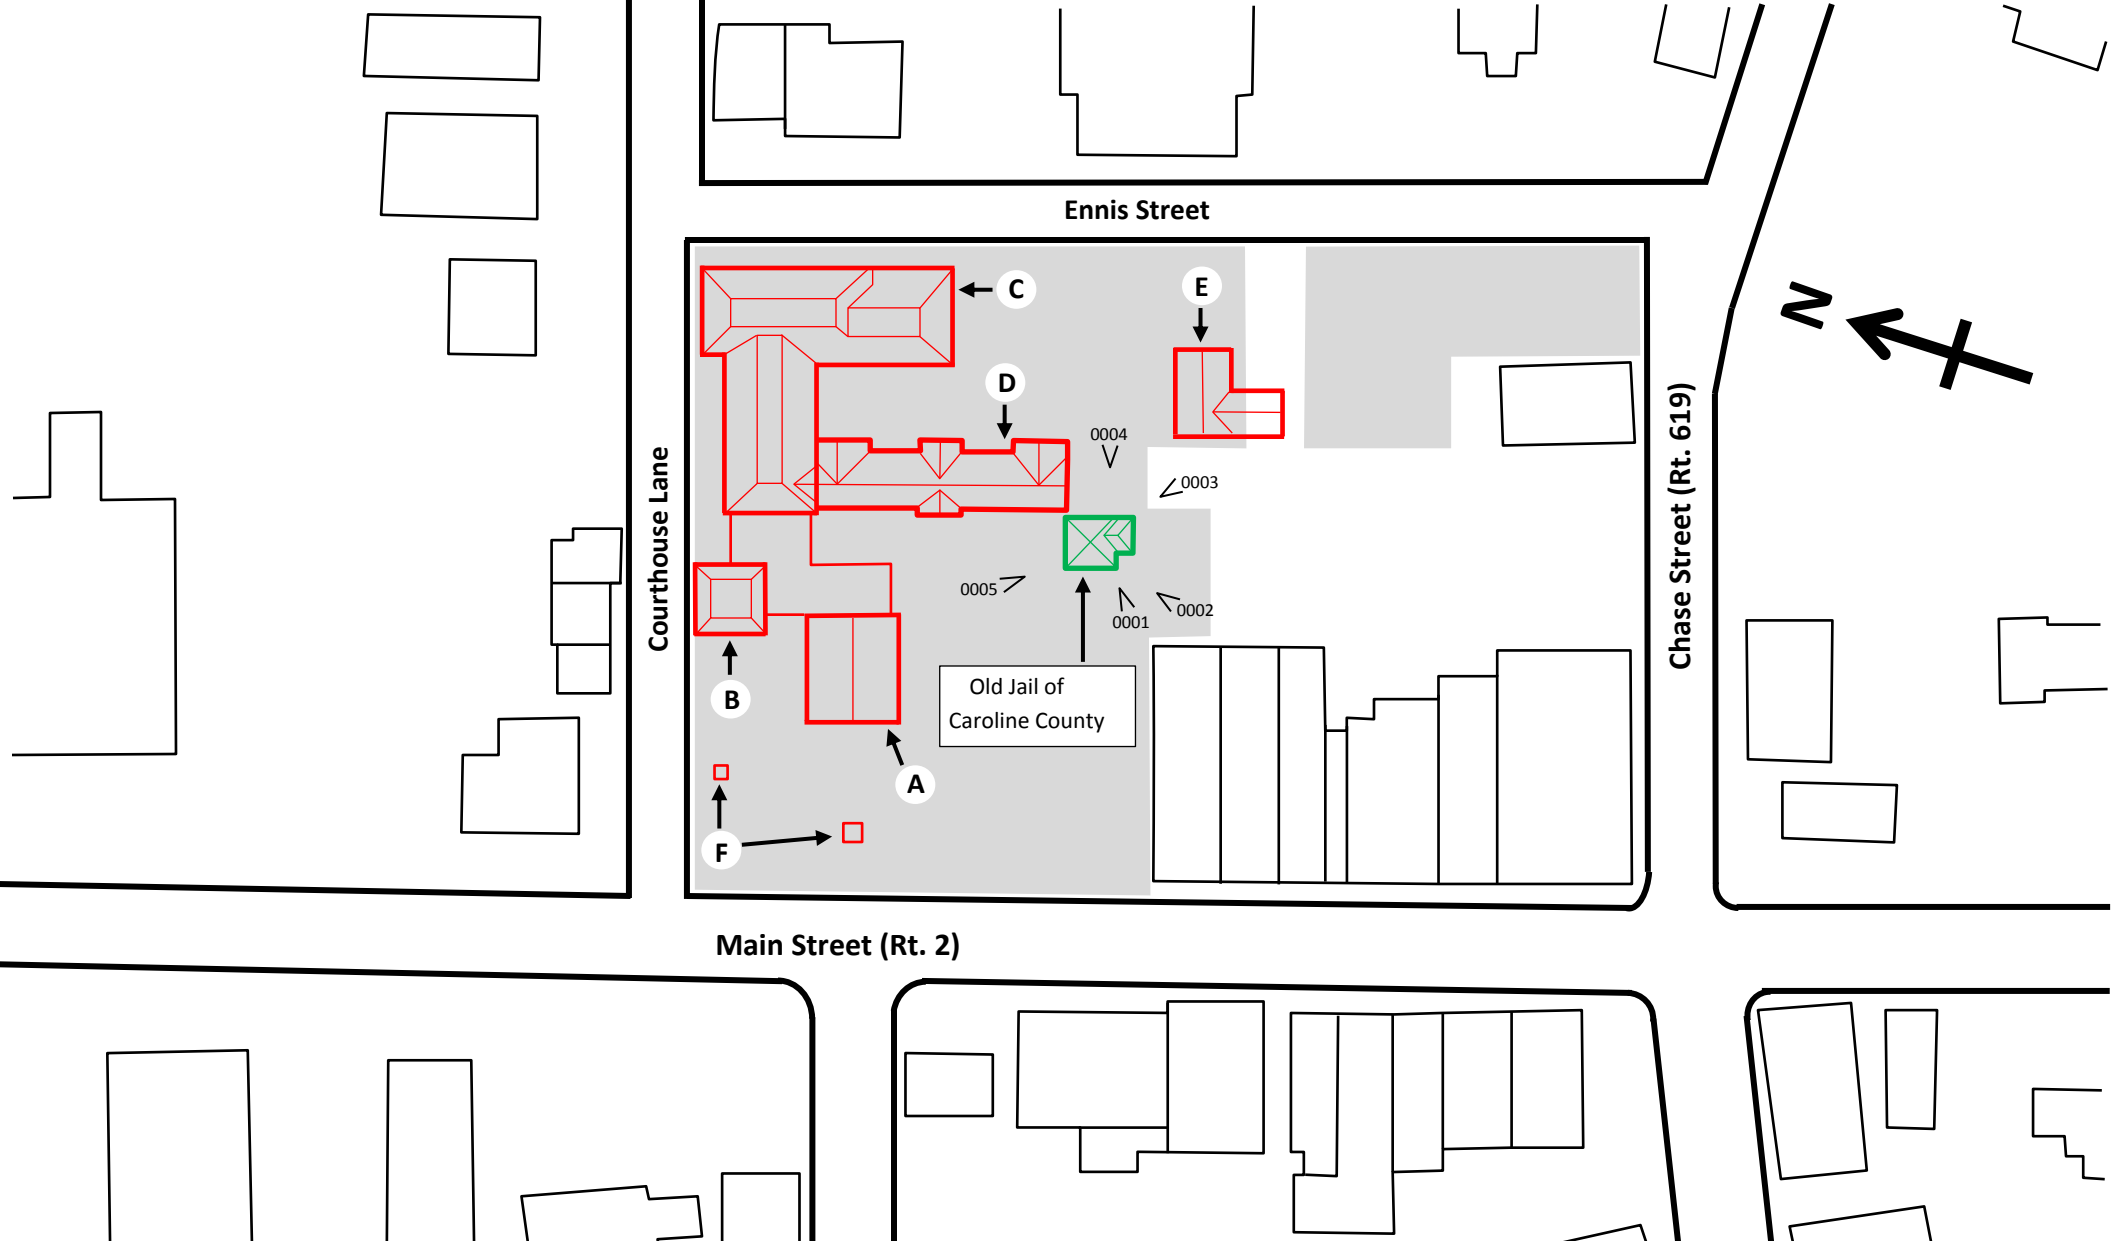 Ennis Street
C
E
N
D
0004
0003
Courthouse Lane
Chase Street (Rt. 619)
0005
0002
0001
Old Jail of
Caroline County
B
A
F
Main Street (Rt. 2)